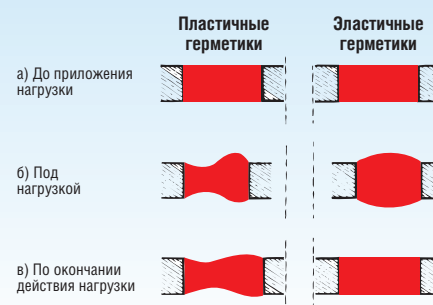 Пластичные
герметики
Эластичные
герметики
а) До приложения
нагрузки
б) Под
нагрузкой
в) По окончании
действия нагрузки